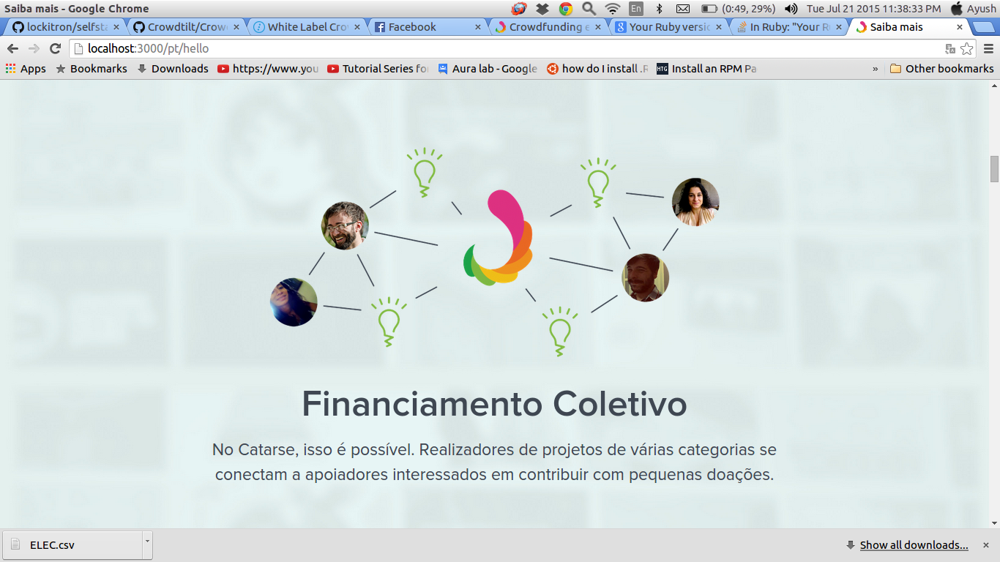 Saiba mais - Google Chrome
En
(0:49, 29%)
Tue Jul 21 2015 11:38:33 PM
Ayush
lockitron/selfsta
Crowdtilt/Crow
White Label Cro
Facebook
Crowdfunding e
Your Ruby versio
In Ruby: "Your R
Saiba mais
localhost:3000/pt/hello
Apps
Bookmarks
Downloads
https://www.you
Tutorial Series fo
Aura lab - Google
how do I install .R
HTG
Install an RPM Pa
»
Other bookmarks
Financiamento Coletivo
No Catarse, isso é possível. Realizadores de projetos de várias categorias se
conectam a apoiadores interessados em contribuir com pequenas doações.
ELEC.csv
Show all downloads...